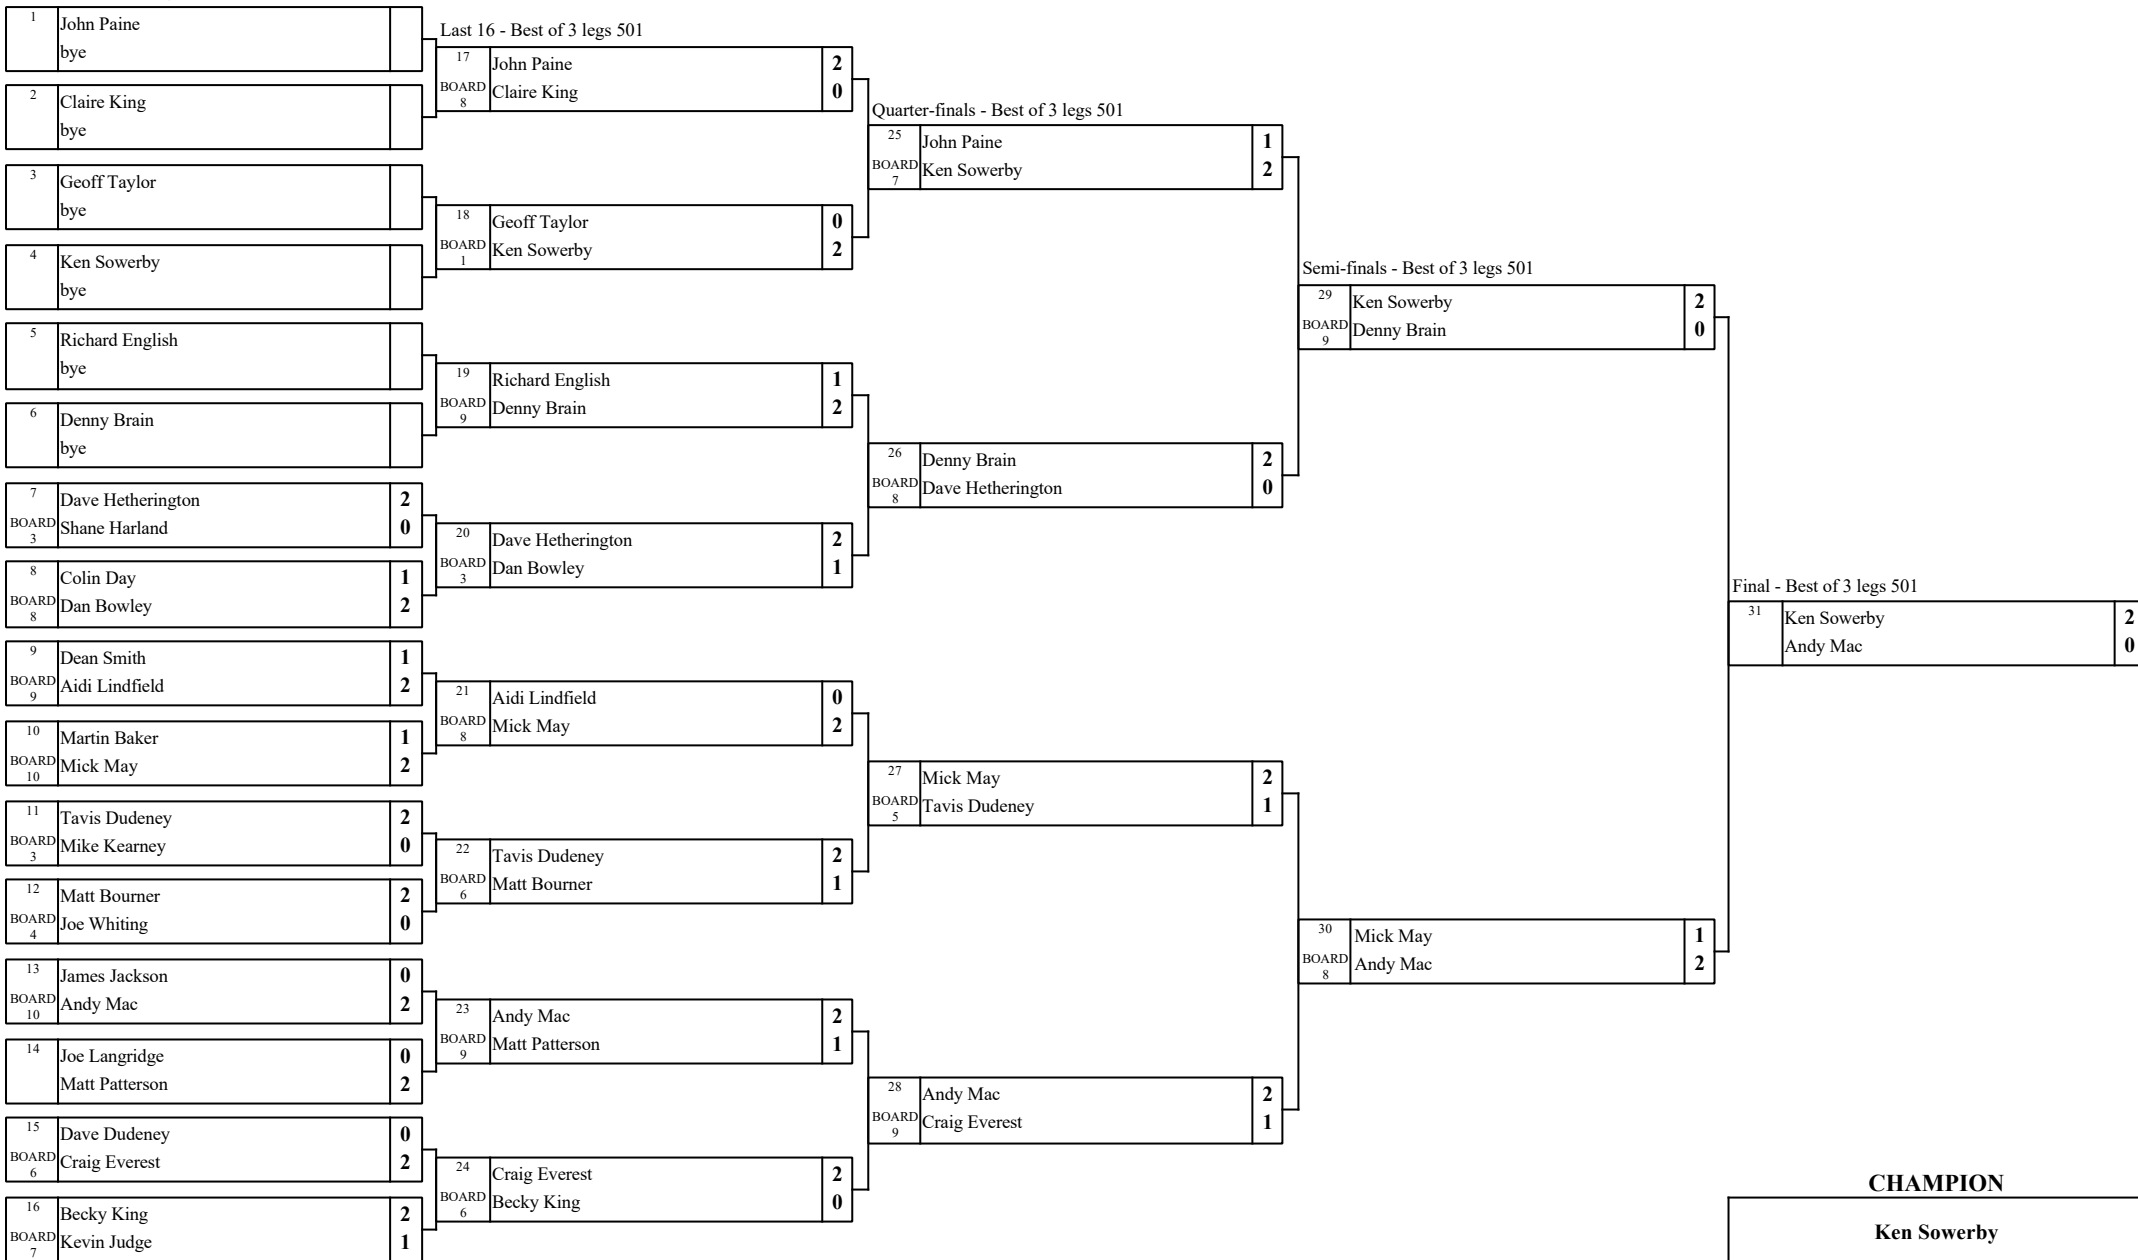 1
John Paine
bye
2
Claire King
bye
3
Geoff Taylor
bye
4
Ken Sowerby
bye
5
Richard English
bye
6
Denny Brain
bye
7
Dave Hetherington 2
BOARD 3
Shane Harland 0
8
Colin Day 1
BOARD 8
Dan Bowley 2
9
Dean Smith 1
BOARD 9
Aidi Lindfield 2
10
Martin Baker 1
BOARD 10
Mick May 2
11
Tavis Dudeney 2
BOARD 3
Mike Kearney 0
12
Matt Bourner 2
BOARD 4
Joe Whiting 0
13
James Jackson 0
BOARD 10
Andy Mac 2
14
Joe Langridge 0
Matt Patterson 2
15
Dave Dudeney 0
BOARD 6
Craig Everest 2
16
Becky King 2
BOARD 7
Kevin Judge 1
Last 16 - Best of 3 legs 501
17
John Paine 2
BOARD 8
Claire King 0
18
Geoff Taylor 0
BOARD 1
Ken Sowerby 2
19
Richard English 1
BOARD 9
Denny Brain 2
20
Dave Hetherington 2
BOARD 3
Dan Bowley 1
21
Aidi Lindfield 0
BOARD 8
Mick May 2
22
Tavis Dudeney 2
BOARD 6
Matt Bourner 1
23
Andy Mac 2
BOARD 9
Matt Patterson 1
24
Craig Everest 2
BOARD 6
Becky King 0
Quarter-finals - Best of 3 legs 501
25
John Paine 1
BOARD 7
Ken Sowerby 2
26
Denny Brain 2
BOARD 8
Dave Hetherington 0
27
Mick May 2
BOARD 5
Tavis Dudeney 1
28
Andy Mac 2
BOARD 9
Craig Everest 1
Semi-finals - Best of 3 legs 501
29
Ken Sowerby 2
BOARD 9
Denny Brain 0
30
Mick May 1
BOARD 8
Andy Mac 2
Final - Best of 3 legs 501
31
Ken Sowerby 2
Andy Mac 0
CHAMPION
Ken Sowerby